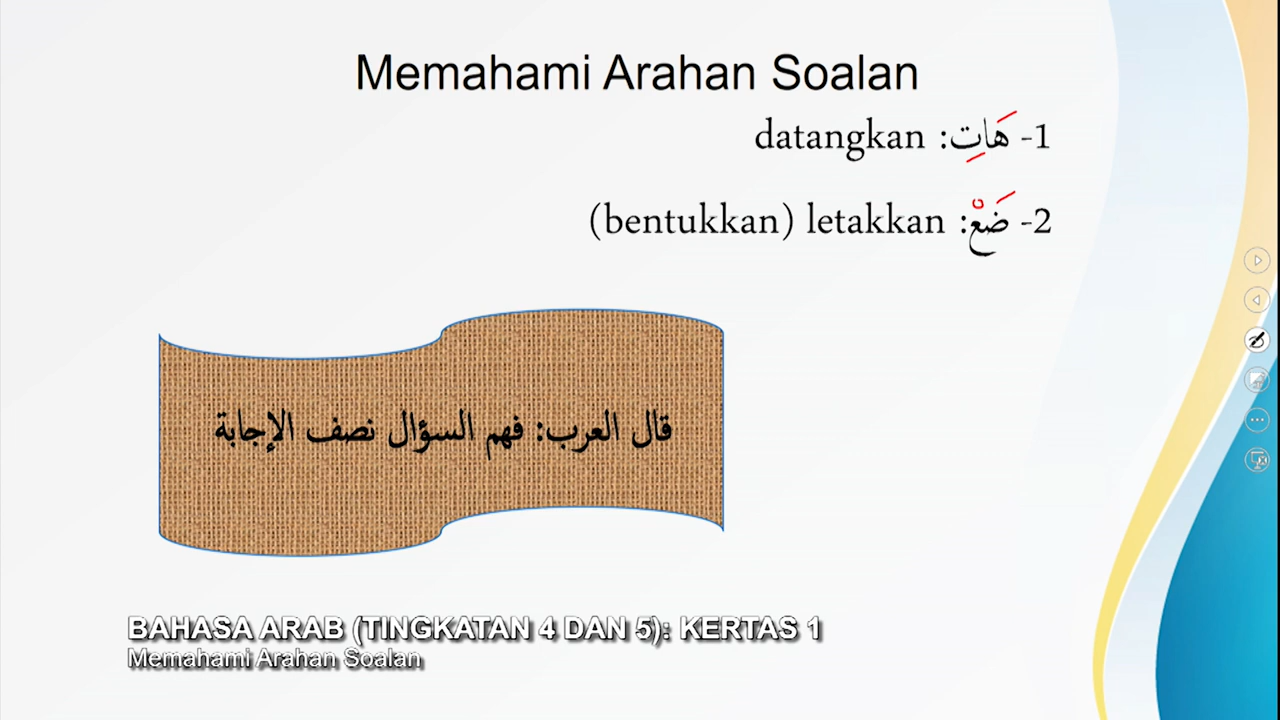 Memahami Arahan Soalan
1- هَاتِ: datangkan
2- ضَعْ: letakkan (bentukkan)
قال العرب: فهم السؤال نصف الإجابة
BAHASA ARAB (TINGKATAN 4 DAN 5): KERTAS 1
Memahami Arahan Soalan